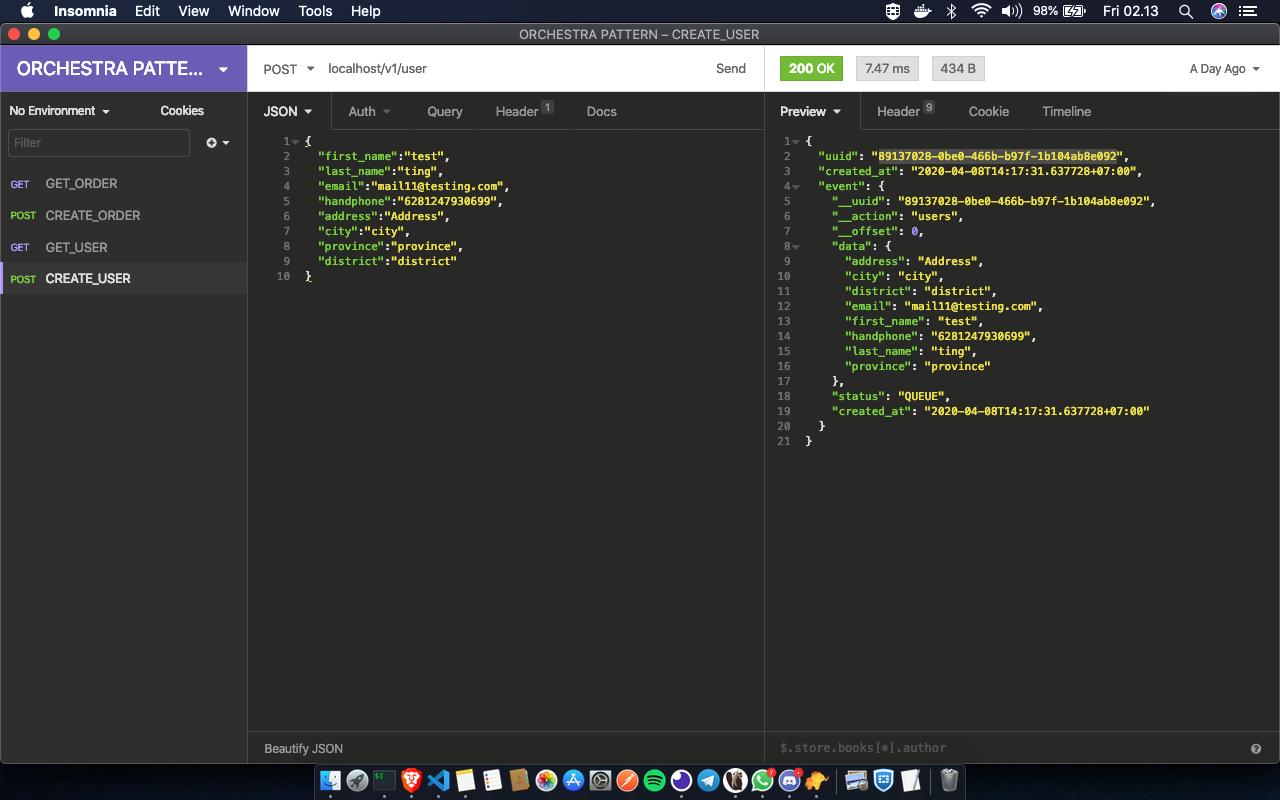 Insomnia Edit View Window Tools Help 98% Fri 02.13
ORCHESTRA PATTERN – CREATE_USER
ORCHESTRA PATTE...
POST localhost/v1/user Send
200 OK 7.47 ms 434 B A Day Ago
No Environment Cookies
Filter
GET GET_ORDER
POST CREATE_ORDER
GET GET_USER
POST CREATE_USER
JSON Auth Query Header 1 Docs
1 {
2 "first_name":"test",
3 "last_name":"ting",
4 "email":"mail11@testing.com",
5 "handphone":"6281247930699",
6 "address":"Address",
7 "city":"city",
8 "province":"province",
9 "district":"district"
10 }
Beautify JSON
Preview Header 9 Cookie Timeline
1 {
2 "uuid": "89137028-0be0-466b-b97f-1b104ab8e092",
3 "created_at": "2020-04-08T14:17:31.637728+07:00",
4 "event": {
5 "__uuid": "89137028-0be0-466b-b97f-1b104ab8e092",
6 "__action": "users",
7 "__offset": 0,
8 "data": {
9 "address": "Address",
10 "city": "city",
11 "district": "district",
12 "email": "mail11@testing.com",
13 "first_name": "test",
14 "handphone": "6281247930699",
15 "last_name": "ting",
16 "province": "province"
17 },
18 "status": "QUEUE",
19 "created_at": "2020-04-08T14:17:31.637728+07:00"
20 }
21 }
$.store.books[*].author